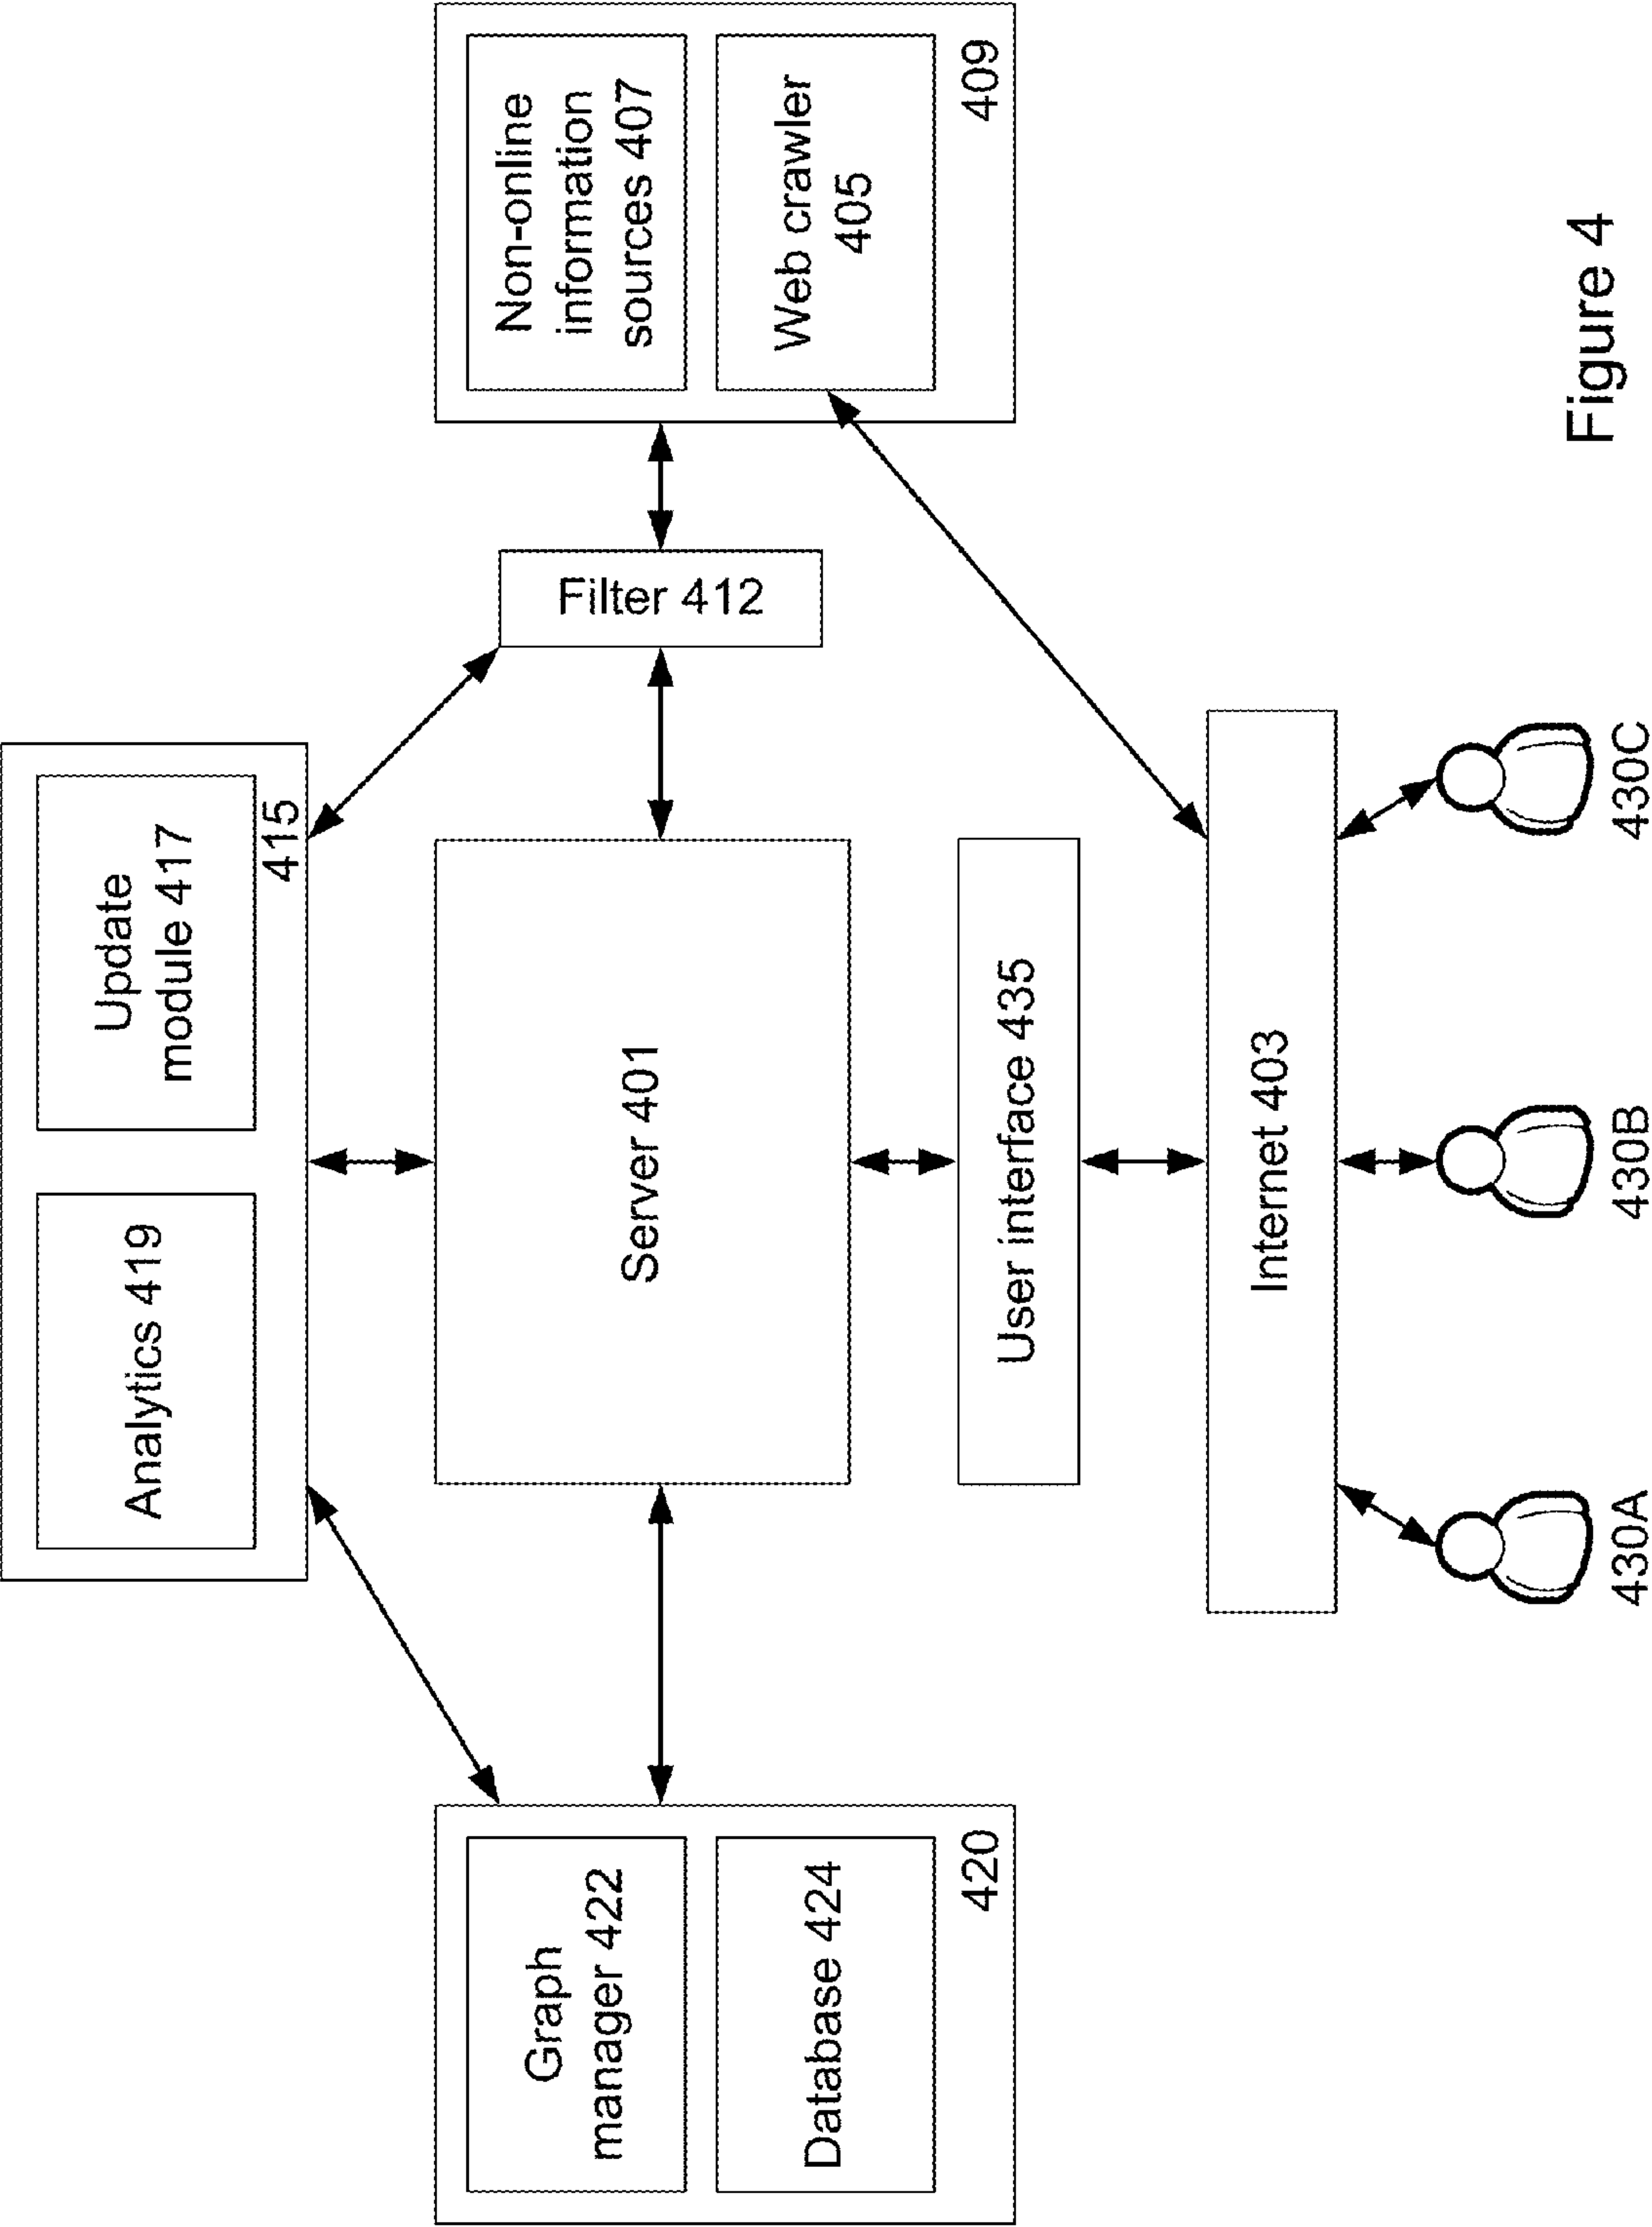 Analytics 419
Update
module 417
415
Graph
manager 422
Database 424
420
Server 401
Filter 412
Non-online
information
sources 407
Web crawler
405
409
User interface 435
Internet 403
430A
430B
430C
Figure 4